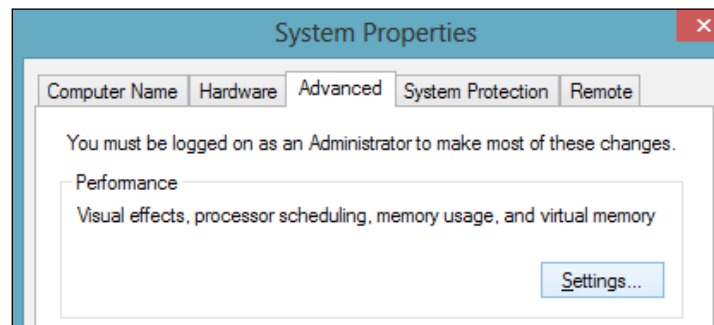 System Properties
Computer Name Hardware Advanced System Protection Remote
You must be logged on as an Administrator to make most of these changes.
Performance
Visual effects, processor scheduling, memory usage, and virtual memory
Settings...